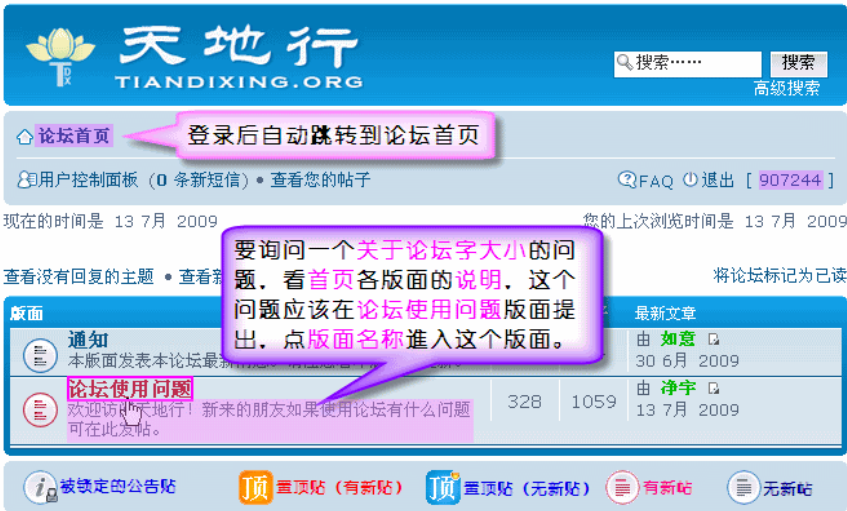 天地行
TIANDIXING.ORG
TDX
搜索…… 搜索
高级搜索
论坛首页
登录后自动跳转到论坛首页
用户控制面板 (0 条新短信) • 查看您的帖子
FAQ 退出 [ 907244 ]
现在的时间是 13 7月 2009
您的上次浏览时间是 13 7月 2009
要询问一个关于论坛字大小的问
题，看首页各版面的说明，这个
问题应该在论坛使用问题版面提
出，点版面名称進入这个版面。
查看没有回复的主题 • 查看
将论坛标记为已读
版面 最新文章
通知
本版面发表本论坛最
由 如意
30 6月 2009
论坛使用问题
欢迎访 天地行！新来的朋友如果使用论坛有什么问题
可在此发帖。
328 1059
由 净宇
13 7月 2009
被锁定的公告贴 顶 置顶贴（有新贴） 顶 置顶贴（无新贴） 有新帖 无新帖